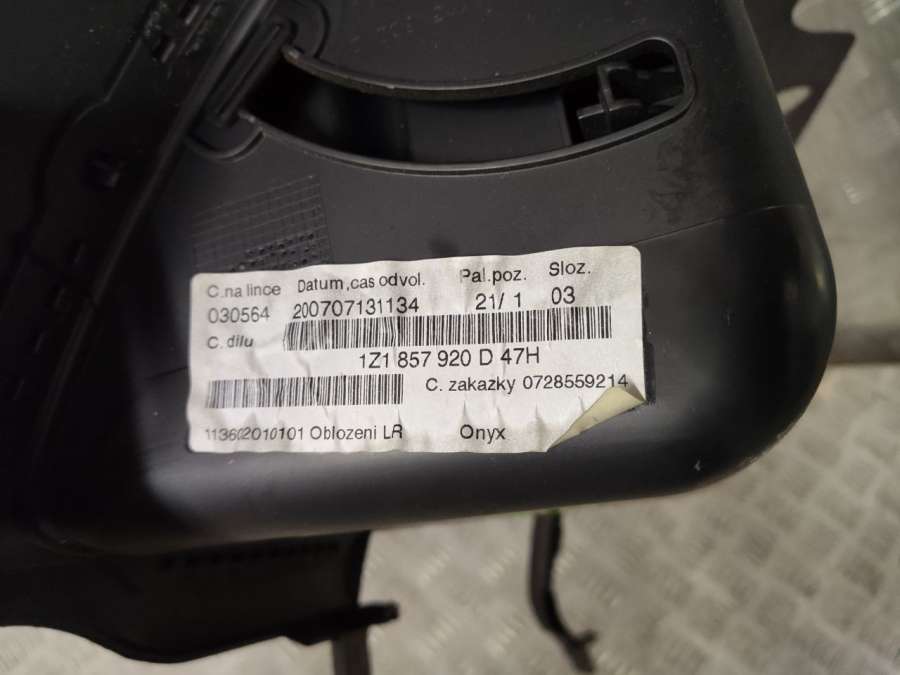 C.na lince Datum,cas odvol. Pal.poz. Sloz.
030564 200707131134 21/ 1 03
C. dilu
1Z1 857 920 D 47H
C. zakazky 0728559214
113602010101 Oblozeni LR Onyx